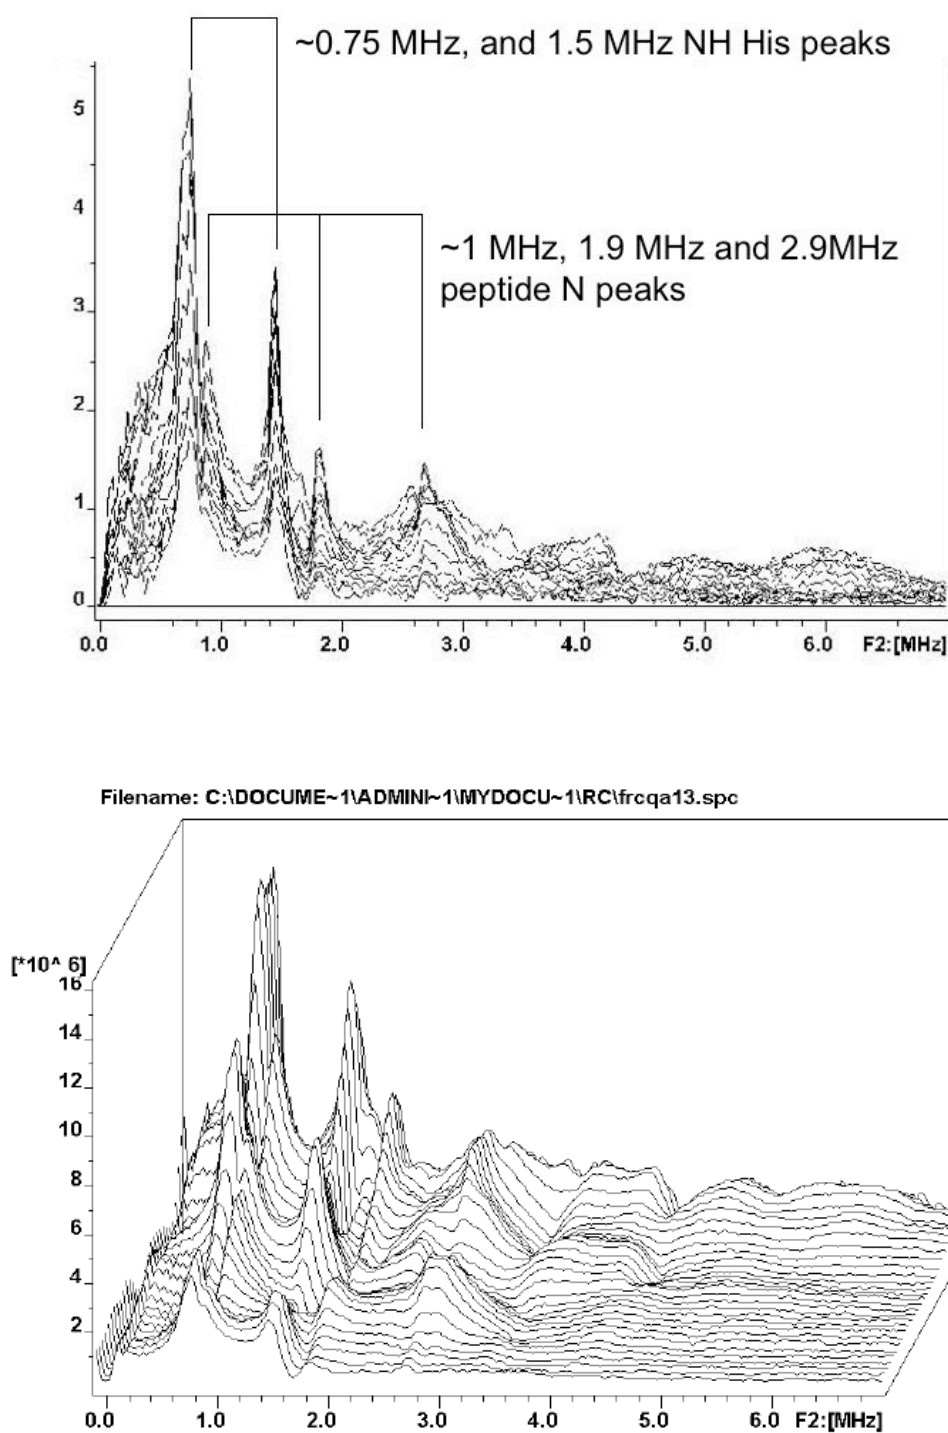 ~0.75 MHz, and 1.5 MHz NH His peaks
5
4
~1 MHz, 1.9 MHz and 2.9MHz
peptide N peaks
3
2
1
0
0.0 1.0 2.0 3.0 4.0 5.0 6.0 F2:[MHz]
Filename: C:\DOCUME~1\ADMINI~1\MYDOCU~1\RC\frcqa13.spc
[*10^ 6]
16
14
12
10
8
6
4
2
0.0 1.0 2.0 3.0 4.0 5.0 6.0 F2:[MHz]